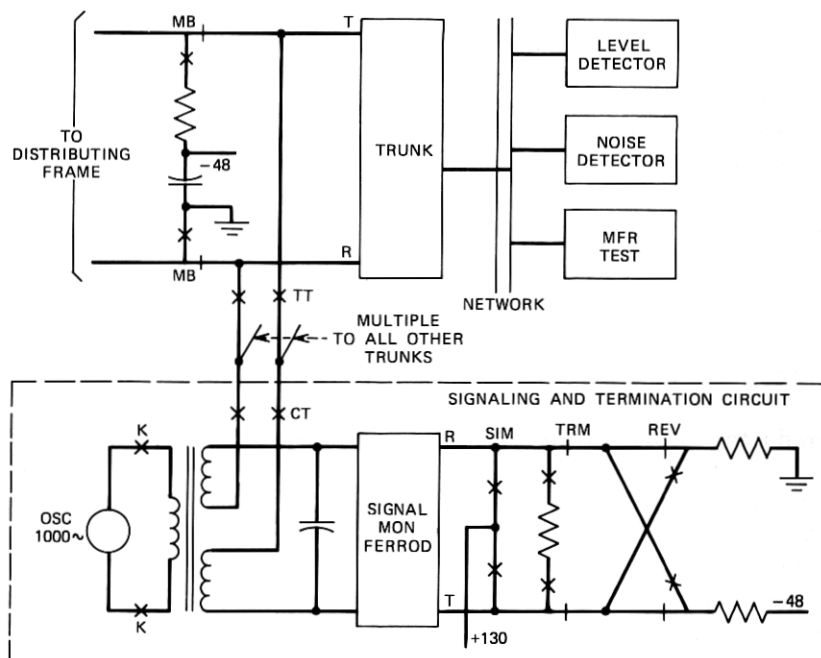 MB
T
LEVEL
DETECTOR
TO
DISTRIBUTING
FRAME
-48
TRUNK
NOISE
DETECTOR
MFR
TEST
MB
R
NETWORK
TT
MULTIPLE
TO ALL OTHER
TRUNKS
SIGNALING AND TERMINATION CIRCUIT
CT
K
R
SIM
TRM
REV
OSC
1000~
SIGNAL
MON
FERROD
K
T
+130
-48